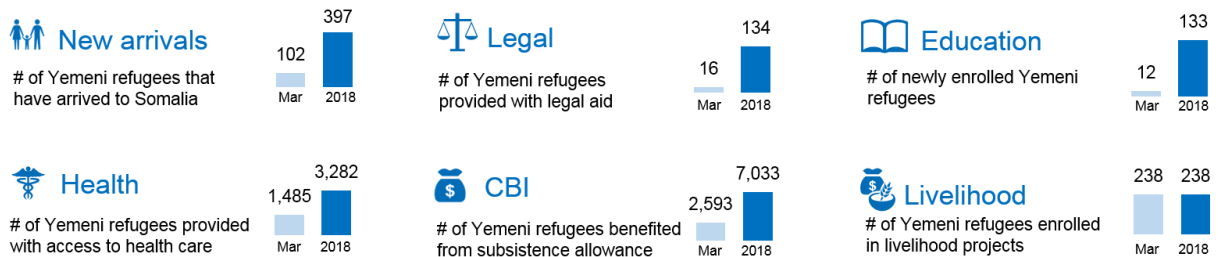 New arrivals
# of Yemeni refugees that
have arrived to Somalia
102
397
Mar
2018
Legal
# of Yemeni refugees
provided with legal aid
16
134
Mar
2018
Education
# of newly enrolled Yemeni
refugees
12
133
Mar
2018
Health
# of Yemeni refugees provided
with access to health care
1,485
3,282
Mar
2018
$
CBI
# of Yemeni refugees benefited
from subsistence allowance
2,593
7,033
Mar
2018
$
Livelihood
# of Yemeni refugees enrolled
in livelihood projects
238
238
Mar
2018